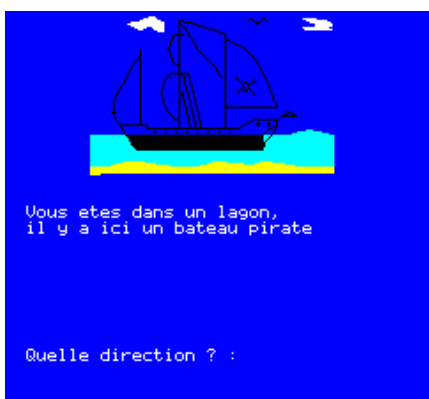 Vous etes dans un lagon,
il y a ici un bateau pirate
Quelle direction ? :